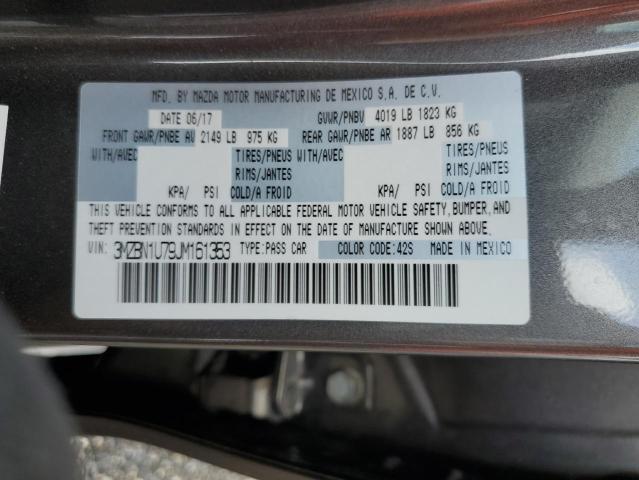 MFD. BY MAZDA MOTOR MANUFACTURING DE MEXICO S.A. DE C.V.
DATE 06/17 GVWR/PNBV 4019 LB 1823 KG
FRONT GAWR/PNBE AV 2149 LB 975 KG REAR GAWR/PNBE AR 1887 LB 856 KG
WITH/AVEC TIRES/PNEUS WITH/AVEC TIRES/PNEUS
RIMS/JANTES RIMS/JANTES
KPA/ PSI COLD/A FROID KPA/ PSI COLD/A FROID
THIS VEHICLE CONFORMS TO ALL APPLICABLE FEDERAL MOTOR VEHICLE SAFETY, BUMPER, AND
THEFT PREVENTION STANDARDS IN EFFECT ON THE DATE OF MANUFACTURE SHOWN ABOVE.
VIN: 3MZBN1U79JM161353 TYPE:PASS CAR COLOR CODE:42S MADE IN MEXICO